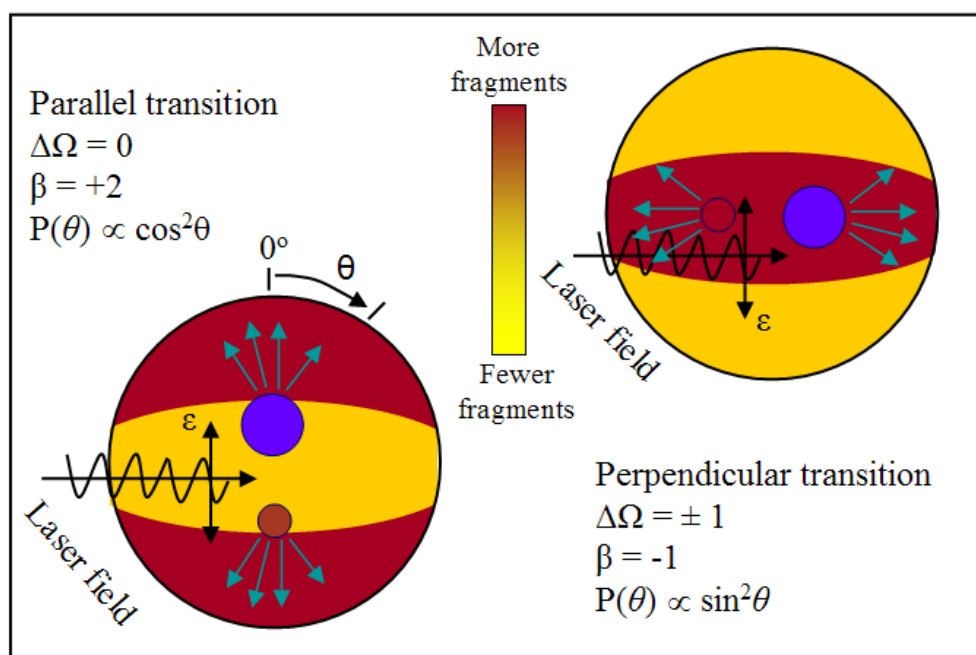 Parallel transition
ΔΩ = 0
β = +2
P(θ) ∝ cos²θ
0º
θ
ε
Laser field
More
fragments
Fewer
fragments
ε
Laser field
Perpendicular transition
ΔΩ = ± 1
β = -1
P(θ) ∝ sin²θ